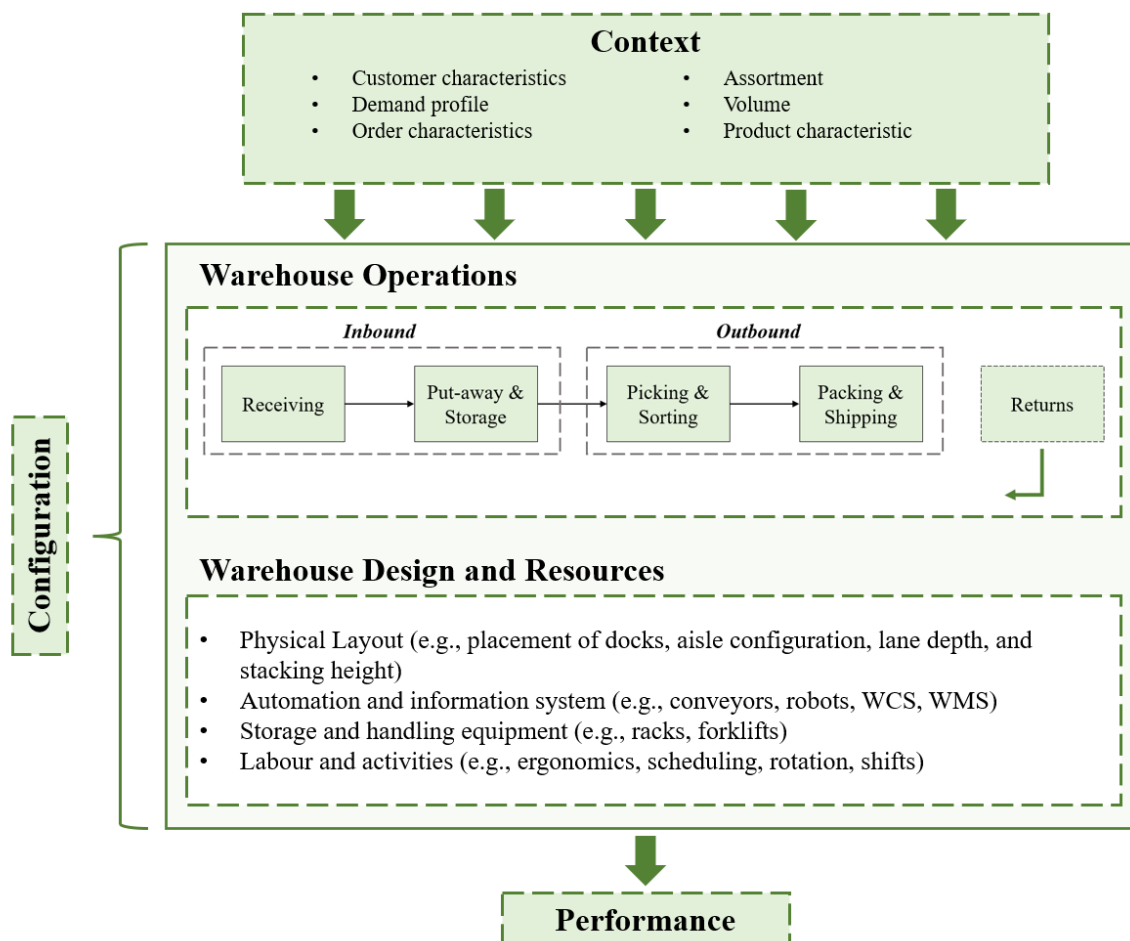 Context
• Customer characteristics
• Demand profile
• Order characteristics
• Assortment
• Volume
• Product characteristic
Configuration
Warehouse Operations
Inbound
Outbound
Receiving
Put-away &
Storage
Picking &
Sorting
Packing &
Shipping
Returns
Warehouse Design and Resources
• Physical Layout (e.g., placement of docks, aisle configuration, lane depth, and
stacking height)
• Automation and information system (e.g., conveyors, robots, WCS, WMS)
• Storage and handling equipment (e.g., racks, forklifts)
• Labour and activities (e.g., ergonomics, scheduling, rotation, shifts)
Performance